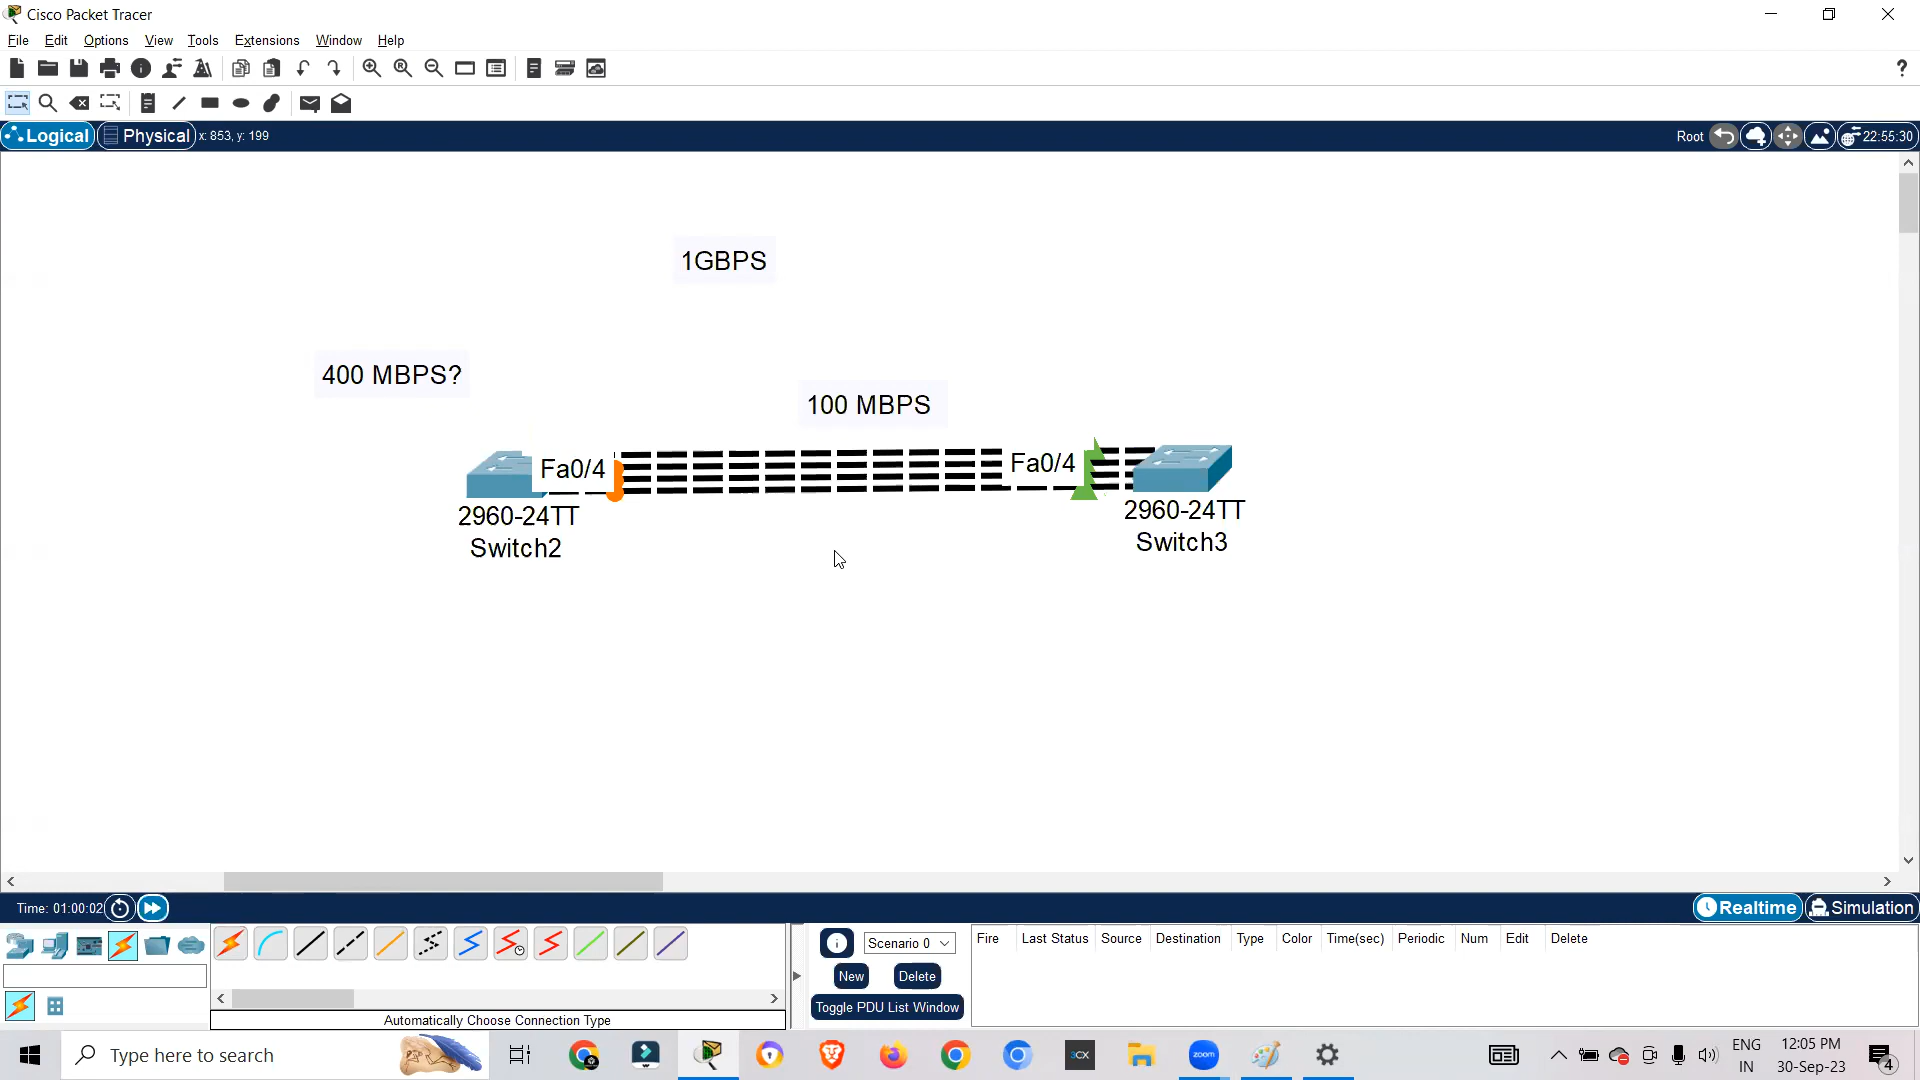 Cisco Packet Tracer
File Edit Options View Tools Extensions Window Help
?
Logical Physical x: 853, y: 199
Root 22:55:30
1GBPS
400 MBPS?
100 MBPS
Fa0/4
Fa0/4
2960-24TT
Switch2
2960-24TT
Switch3
Time: 01:00:02
Realtime Simulation
Scenario 0
New Delete
Toggle PDU List Window
Fire Last Status Source Destination Type Color Time(sec) Periodic Num Edit Delete
Automatically Choose Connection Type
Type here to search
3CX
zoom
ENG
IN
12:05 PM
30-Sep-23
4